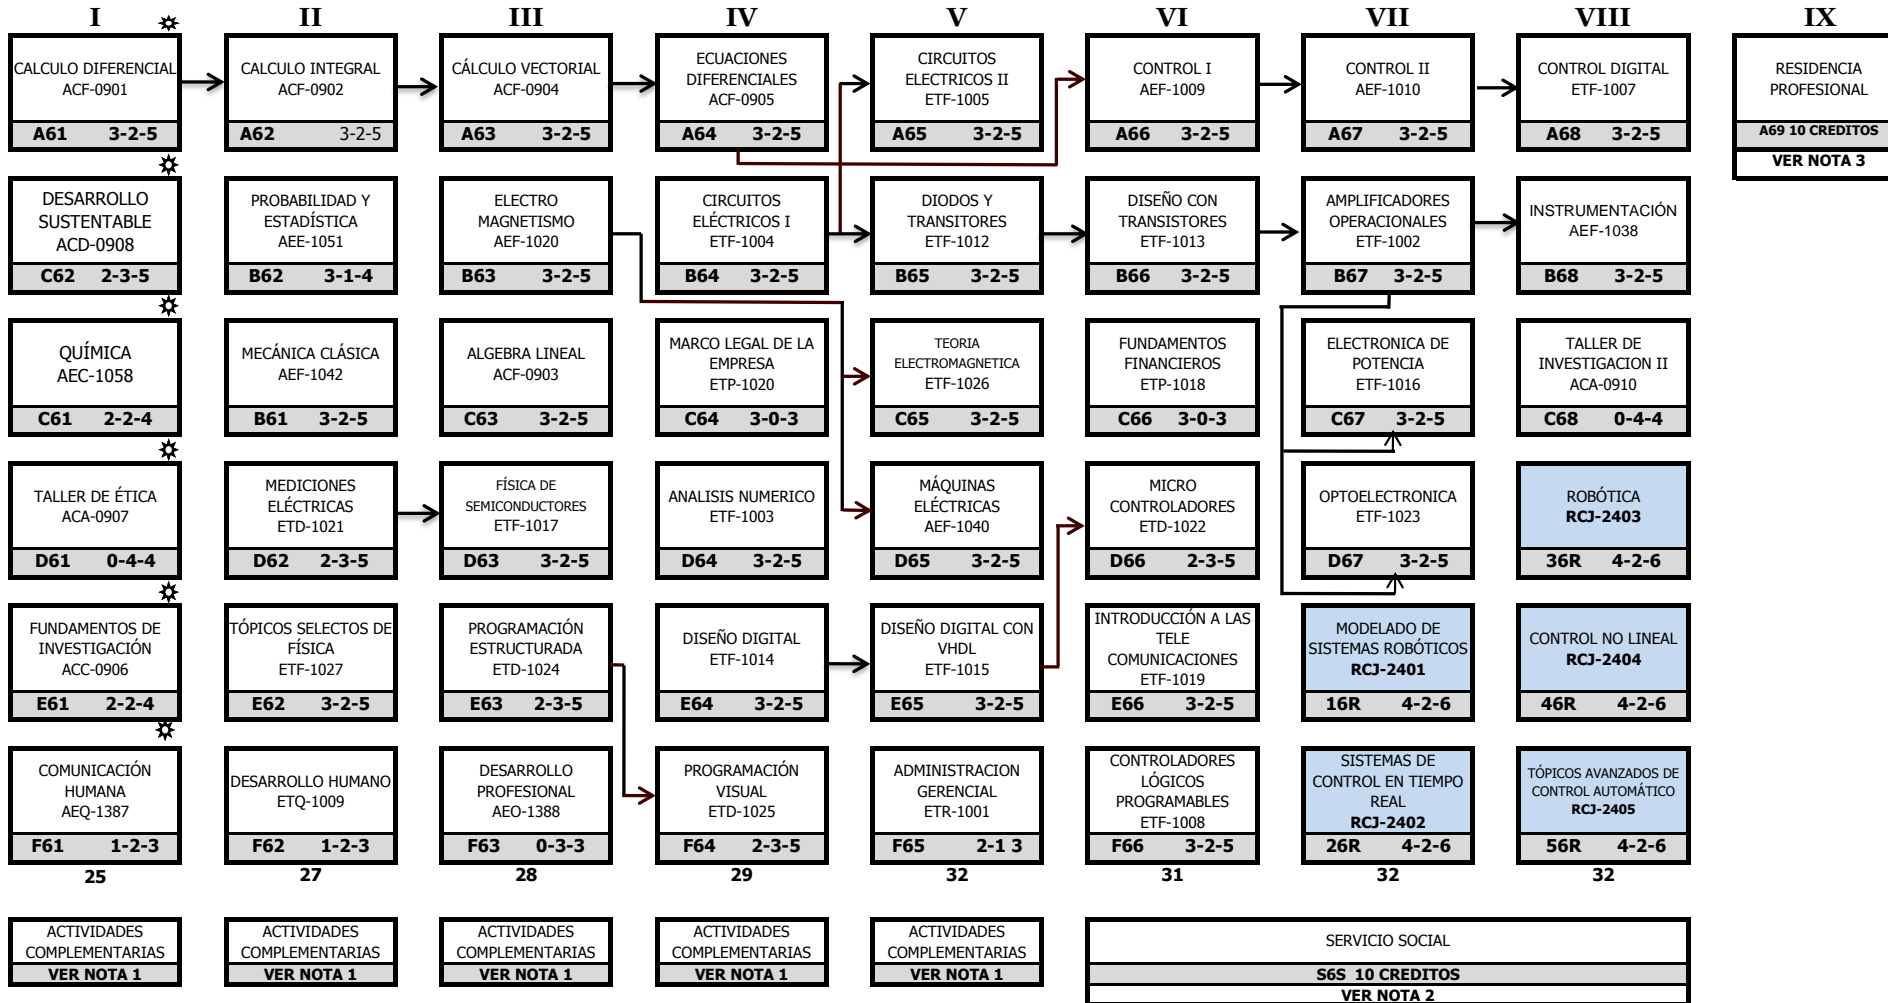 I II III IV V VI VII VIII IX
CALCULO DIFERENCIAL
ACF-0901
A61 3-2-5
CALCULO INTEGRAL
ACF-0902
A62 3-2-5
CÁLCULO VECTORIAL
ACF-0904
A63 3-2-5
ECUACIONES
DIFERENCIALES
ACF-0905
A64 3-2-5
CIRCUITOS
ELECTRICOS II
ETF-1005
A65 3-2-5
CONTROL I
AEF-1009
A66 3-2-5
CONTROL II
AEF-1010
A67 3-2-5
CONTROL DIGITAL
ETF-1007
A68 3-2-5
RESIDENCIA
PROFESIONAL
A69 10 CREDITOS
VER NOTA 3
DESARROLLO
SUSTENTABLE
ACD-0908
C62 2-3-5
PROBABILIDAD Y
ESTADÍSTICA
AEE-1051
B62 3-1-4
ELECTRO
MAGNETISMO
AEF-1020
B63 3-2-5
CIRCUITOS
ELÉCTRICOS I
ETF-1004
B64 3-2-5
DIODOS Y
TRANSITORES
ETF-1012
B65 3-2-5
DISEÑO CON
TRANSISTORES
ETF-1013
B66 3-2-5
AMPLIFICADORES
OPERACIONALES
ETF-1002
B67 3-2-5
INSTRUMENTACIÓN
AEF-1038
B68 3-2-5
QUÍMICA
AEC-1058
C61 2-2-4
MECÁNICA CLÁSICA
AEF-1042
B61 3-2-5
ALGEBRA LINEAL
ACF-0903
C63 3-2-5
MARCO LEGAL DE LA
EMPRESA
ETP-1020
C64 3-0-3
TEORIA
ELECTROMAGNETICA
ETF-1026
C65 3-2-5
FUNDAMENTOS
FINANCIEROS
ETP-1018
C66 3-0-3
ELECTRONICA DE
POTENCIA
ETF-1016
C67 3-2-5
TALLER DE
INVESTIGACION II
ACA-0910
C68 0-4-4
TALLER DE ÉTICA
ACA-0907
D61 0-4-4
MEDICIONES
ELÉCTRICAS
ETD-1021
D62 2-3-5
FÍSICA DE
SEMICONDUCTORES
ETF-1017
D63 3-2-5
ANALISIS NUMERICO
ETF-1003
D64 3-2-5
MÁQUINAS
ELÉCTRICAS
AEF-1040
D65 3-2-5
MICRO
CONTROLADORES
ETD-1022
D66 2-3-5
OPTOELECTRONICA
ETF-1023
D67 3-2-5
ROBÓTICA
RCJ-2403
36R 4-2-6
FUNDAMENTOS DE
INVESTIGACIÓN
ACC-0906
E61 2-2-4
TÓPICOS SELECTOS DE
FÍSICA
ETF-1027
E62 3-2-5
PROGRAMACIÓN
ESTRUCTURADA
ETD-1024
E63 2-3-5
DISEÑO DIGITAL
ETF-1014
E64 3-2-5
DISEÑO DIGITAL CON
VHDL
ETF-1015
E65 3-2-5
INTRODUCCIÓN A LAS
TELE
COMUNICACIONES
ETF-1019
E66 3-2-5
MODELADO DE
SISTEMAS ROBÓTICOS
RCJ-2401
16R 4-2-6
CONTROL NO LINEAL
RCJ-2404
46R 4-2-6
COMUNICACIÓN
HUMANA
AEQ-1387
F61 1-2-3
DESARROLLO HUMANO
ETQ-1009
F62 1-2-3
DESARROLLO
PROFESIONAL
AEO-1388
F63 0-3-3
PROGRAMACIÓN
VISUAL
ETD-1025
F64 2-3-5
ADMINISTRACION
GERENCIAL
ETR-1001
F65 2-1 3
CONTROLADORES
LÓGICOS
PROGRAMABLES
ETF-1008
F66 3-2-5
SISTEMAS DE
CONTROL EN TIEMPO
REAL
RCJ-2402
26R 4-2-6
TÓPICOS AVANZADOS DE
CONTROL AUTOMÁTICO
RCJ-2405
56R 4-2-6
25 27 28 29 32 31 32 32
ACTIVIDADES
COMPLEMENTARIAS
VER NOTA 1
ACTIVIDADES
COMPLEMENTARIAS
VER NOTA 1
ACTIVIDADES
COMPLEMENTARIAS
VER NOTA 1
ACTIVIDADES
COMPLEMENTARIAS
VER NOTA 1
ACTIVIDADES
COMPLEMENTARIAS
VER NOTA 1
SERVICIO SOCIAL
S6S 10 CREDITOS
VER NOTA 2